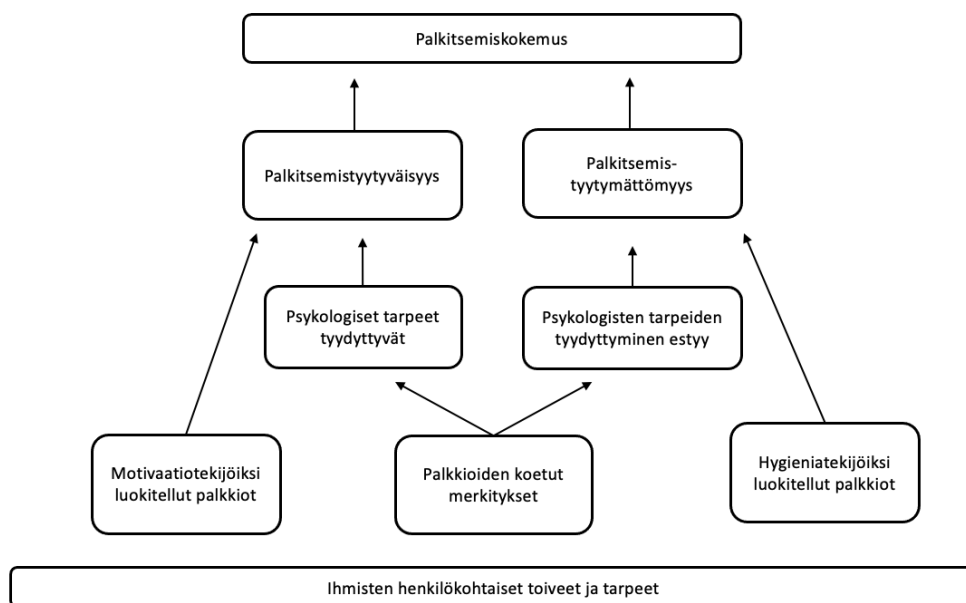 Palkitsemiskokemus
Palkitsemistyytyväisyys
Palkitsemis-
tyytymättömyys
Psykologiset tarpeet
tyydyttyvät
Psykologisten tarpeiden
tyydyttyminen estyy
Motivaatiotekijöiksi
luokitellut palkkiot
Palkkioiden koetut
merkitykset
Hygieniatekijöiksi
luokitellut palkkiot
Ihmisten henkilökohtaiset toiveet ja tarpeet